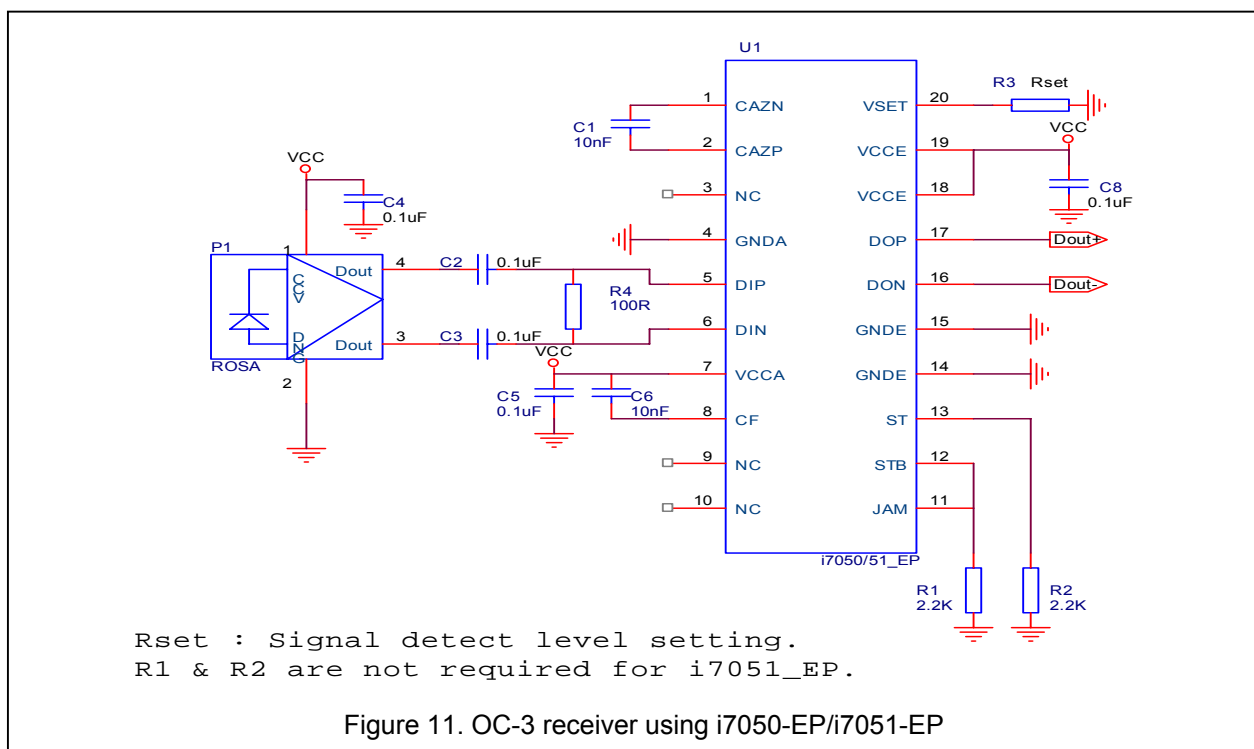 U1
1 CAZN
2 CAZP
3 NC
4 GNDA
5 DIP
6 DIN
7 VCCA
8 CF
9 NC
10 NC
VSET 20
VCCE 19
VCCE 18
DOP 17
DON 16
GNDE 15
GNDE 14
ST 13
STB 12
JAM 11
i7050/51_EP
R3 Rset
VCC
C8
0.1uF
Dout+
Dout-
C1
10nF
VCC
C4
0.1uF
P1
1
VCC
GND
Dout 4
Dout 3
ROSA
2
C2 0.1uF
C3 0.1uF
R4
100R
VCC
C5
0.1uF
C6
10nF
R1
2.2K
R2
2.2K
Rset : Signal detect level setting.
R1 & R2 are not required for i7051_EP.
Figure 11. OC-3 receiver using i7050-EP/i7051-EP